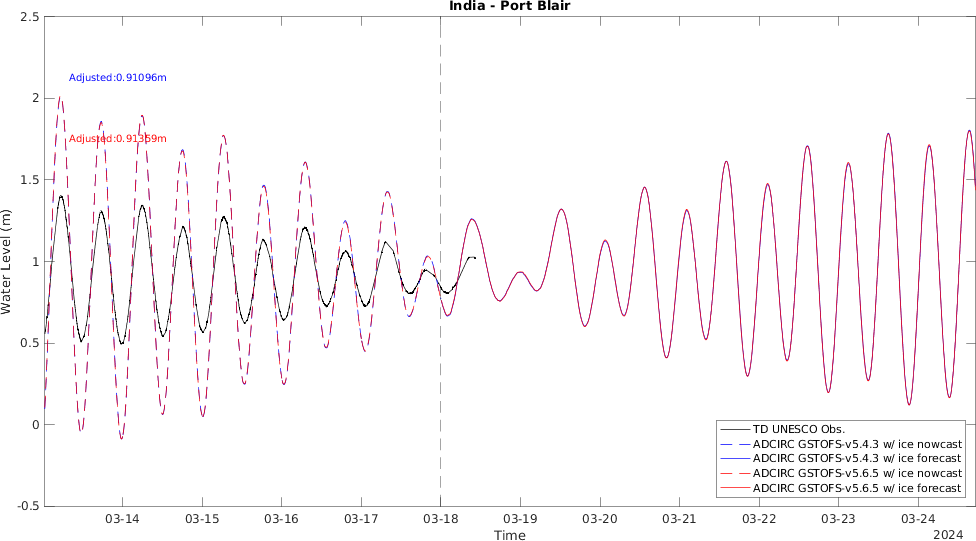 India - Port Blair
2.5
2
1.5
1
0.5
0
-0.5
Water Level (m)
Adjusted:0.91096m
Adjusted:0.91359m
TD UNESCO Obs.
ADCIRC GSTOFS-v5.4.3 w/ ice nowcast
ADCIRC GSTOFS-v5.4.3 w/ ice forecast
ADCIRC GSTOFS-v5.6.5 w/ ice nowcast
ADCIRC GSTOFS-v5.6.5 w/ ice forecast
03-14 03-15 03-16 03-17 03-18 03-19 03-20 03-21 03-22 03-23 03-24
2024
Time